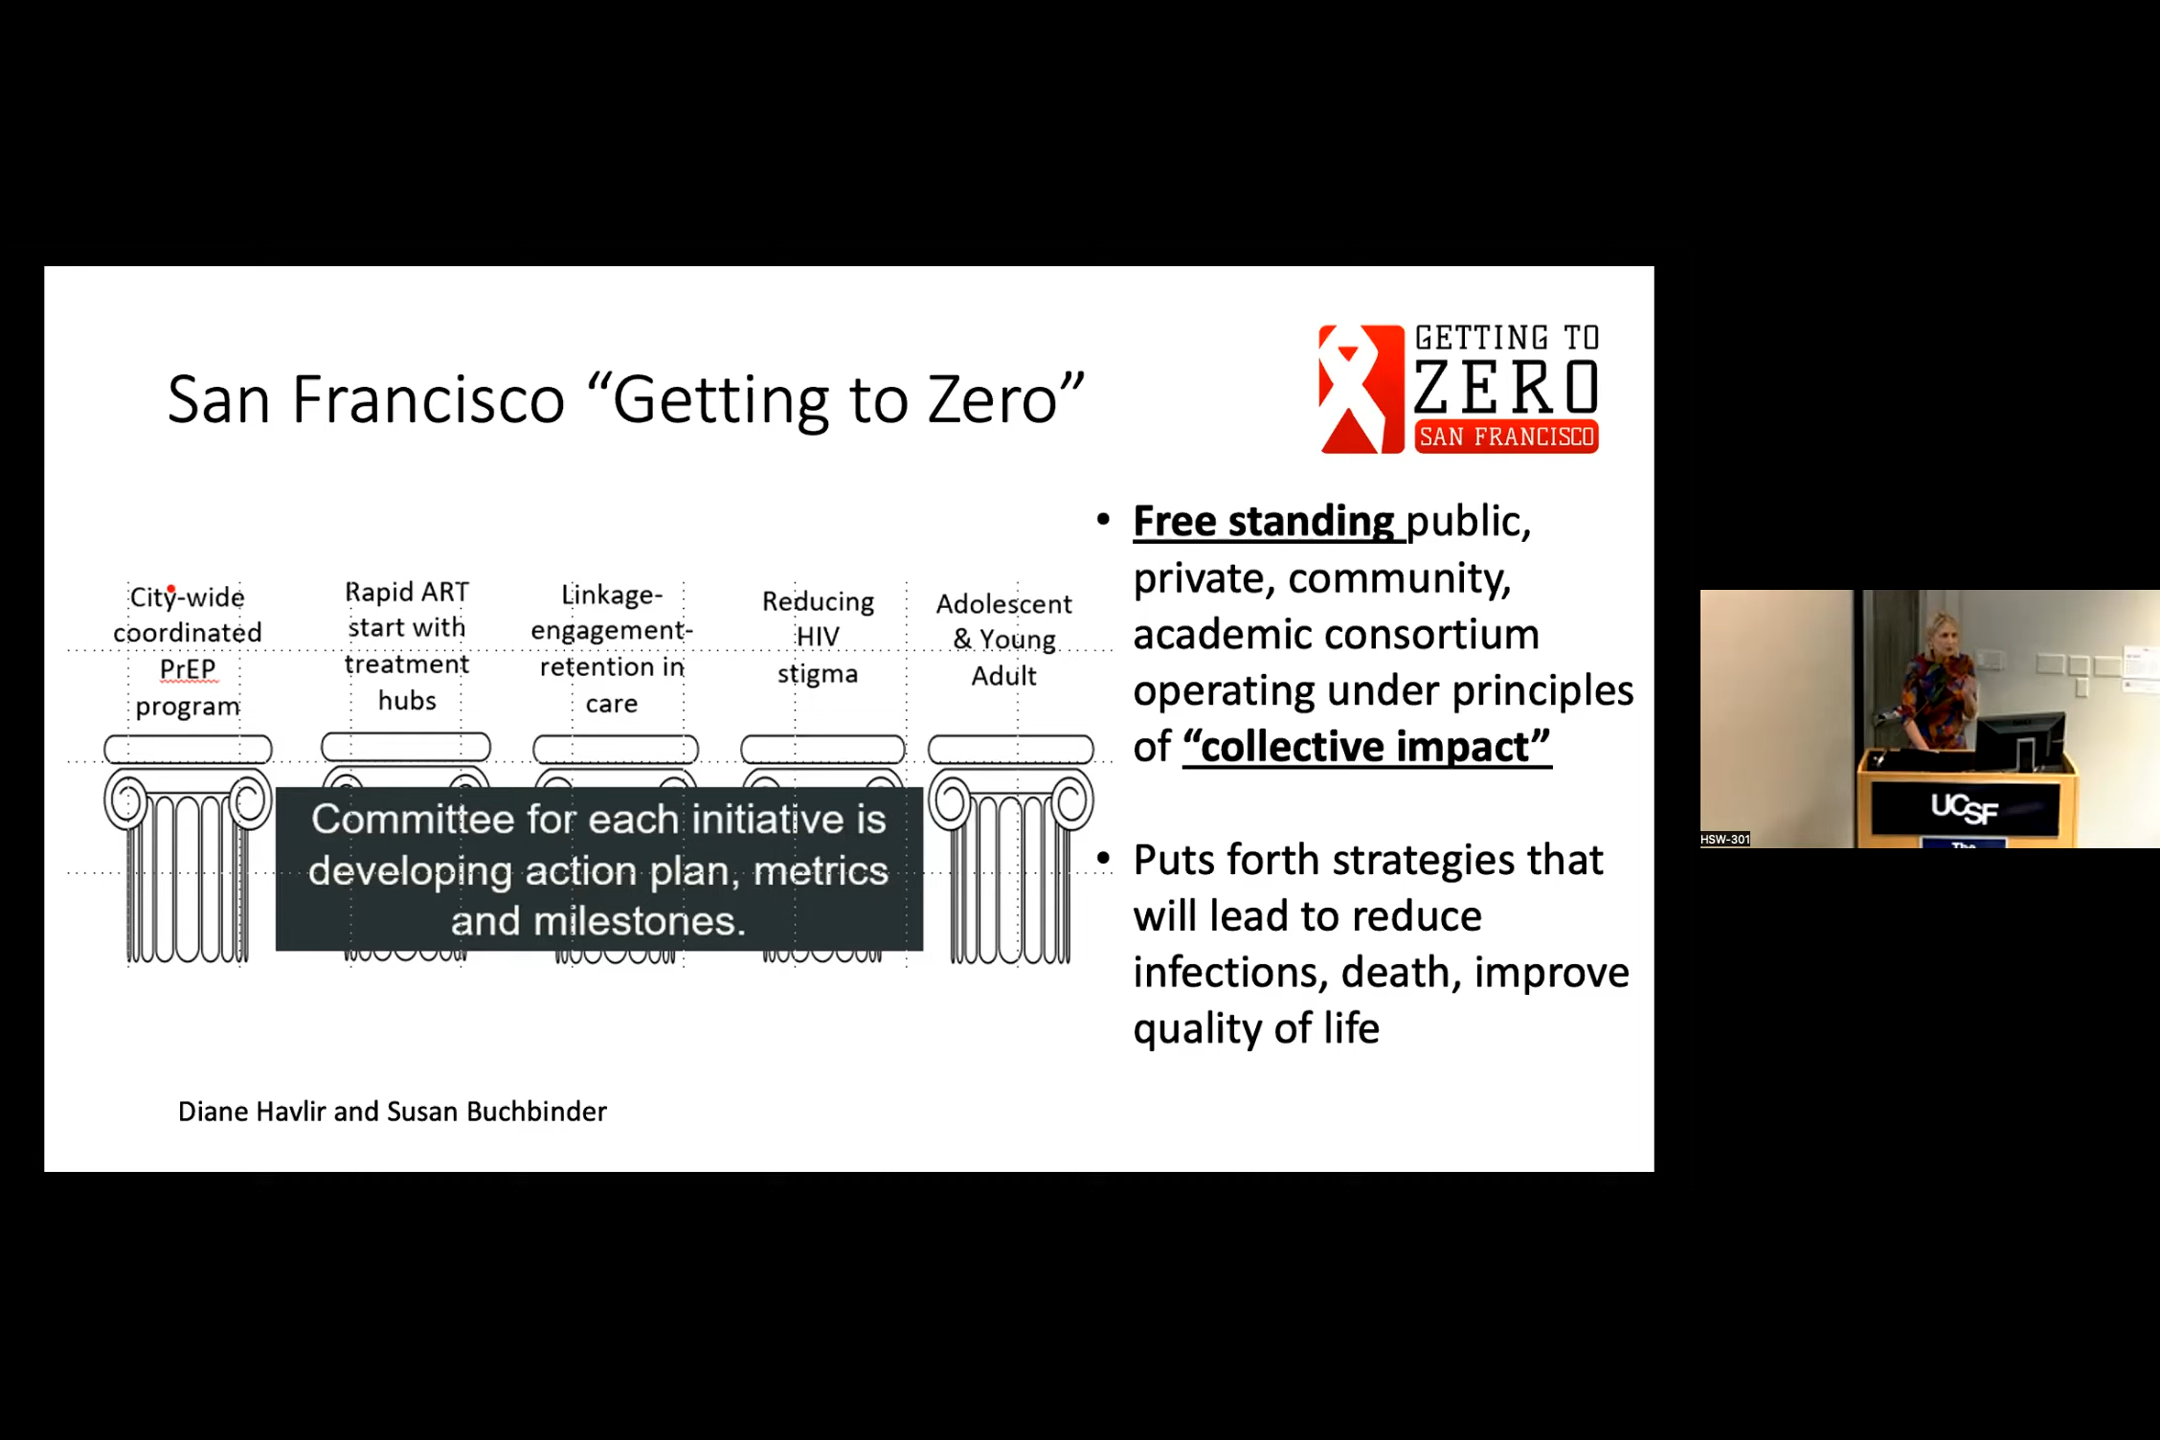 San Francisco “Getting to Zero”
GETTING TO
ZERO
SAN FRANCISCO
City-wide
coordinated
PrEP
program
Rapid ART
start with
treatment
hubs
Linkage-
engagement-
retention in
care
Reducing
HIV
stigma
Adolescent
& Young
Adult
Committee for each initiative is
developing action plan, metrics
and milestones.
• Free standing public,
private, community,
academic consortium
operating under principles
of “collective impact”
• Puts forth strategies that
will lead to reduce
infections, death, improve
quality of life
Diane Havlir and Susan Buchbinder
UCSF
The
HSW-301